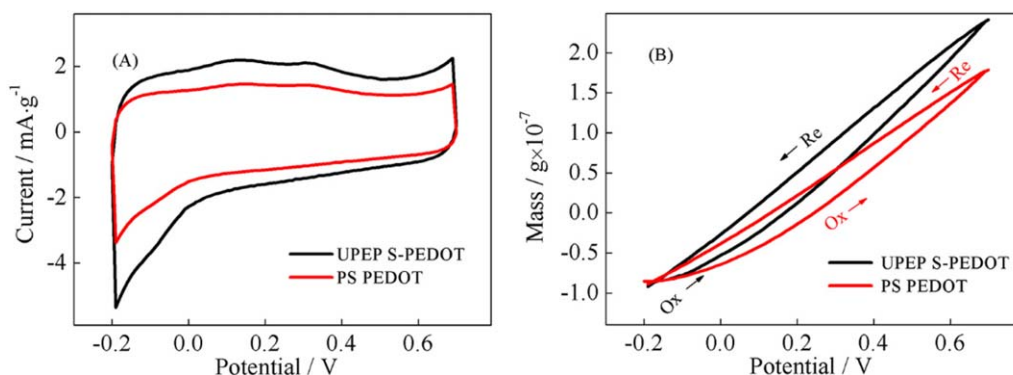 (A)
Current / mA·g⁻¹
2
0
-2
-4
UPEP S-PEDOT
PS PEDOT
-0.2 0.0 0.2 0.4 0.6
Potential / V
(B)
Mass / g×10⁻⁷
2.0
1.5
1.0
0.5
0.0
-0.5
-1.0
Re
Re
Ox
Ox
UPEP S-PEDOT
PS PEDOT
-0.2 0.0 0.2 0.4 0.6
Potential / V